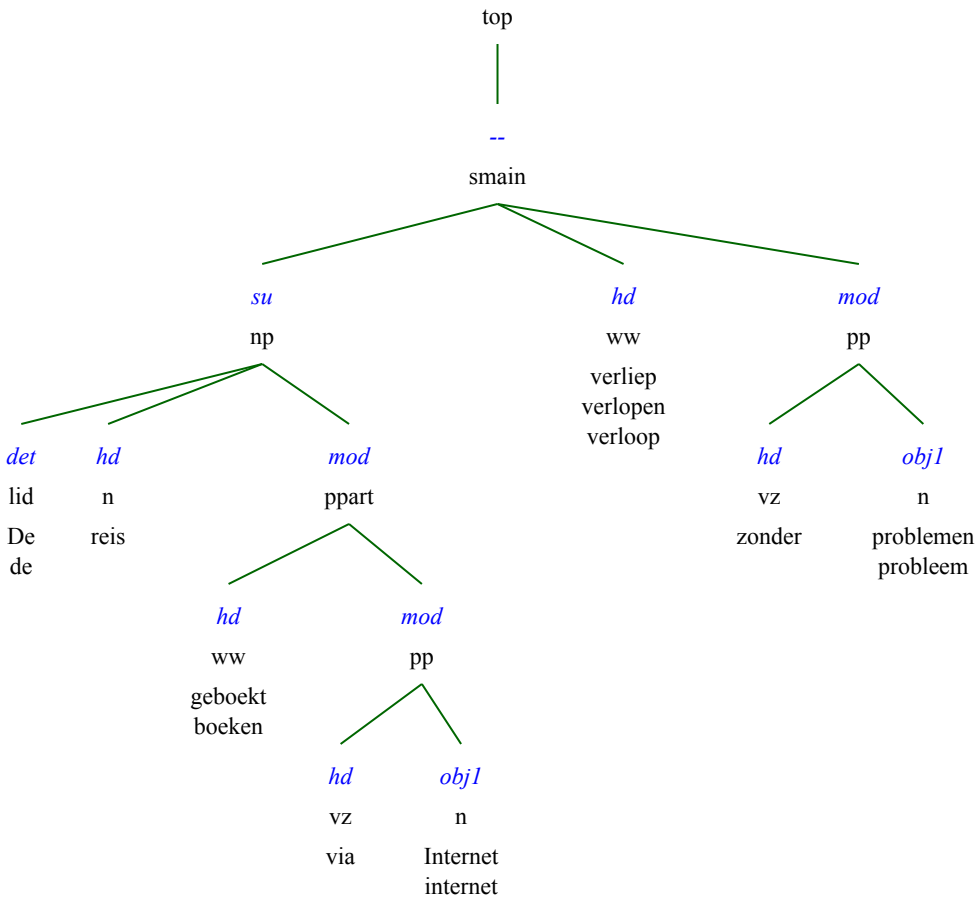 top
--
smain
su hd mod
np ww pp
verliep
verlopen
verloop
det hd mod hd obj1
lid n ppart vz n
De reis zonder problemen
de probleem
hd mod
ww pp
geboekt
boeken
hd obj1
vz n
via Internet
internet